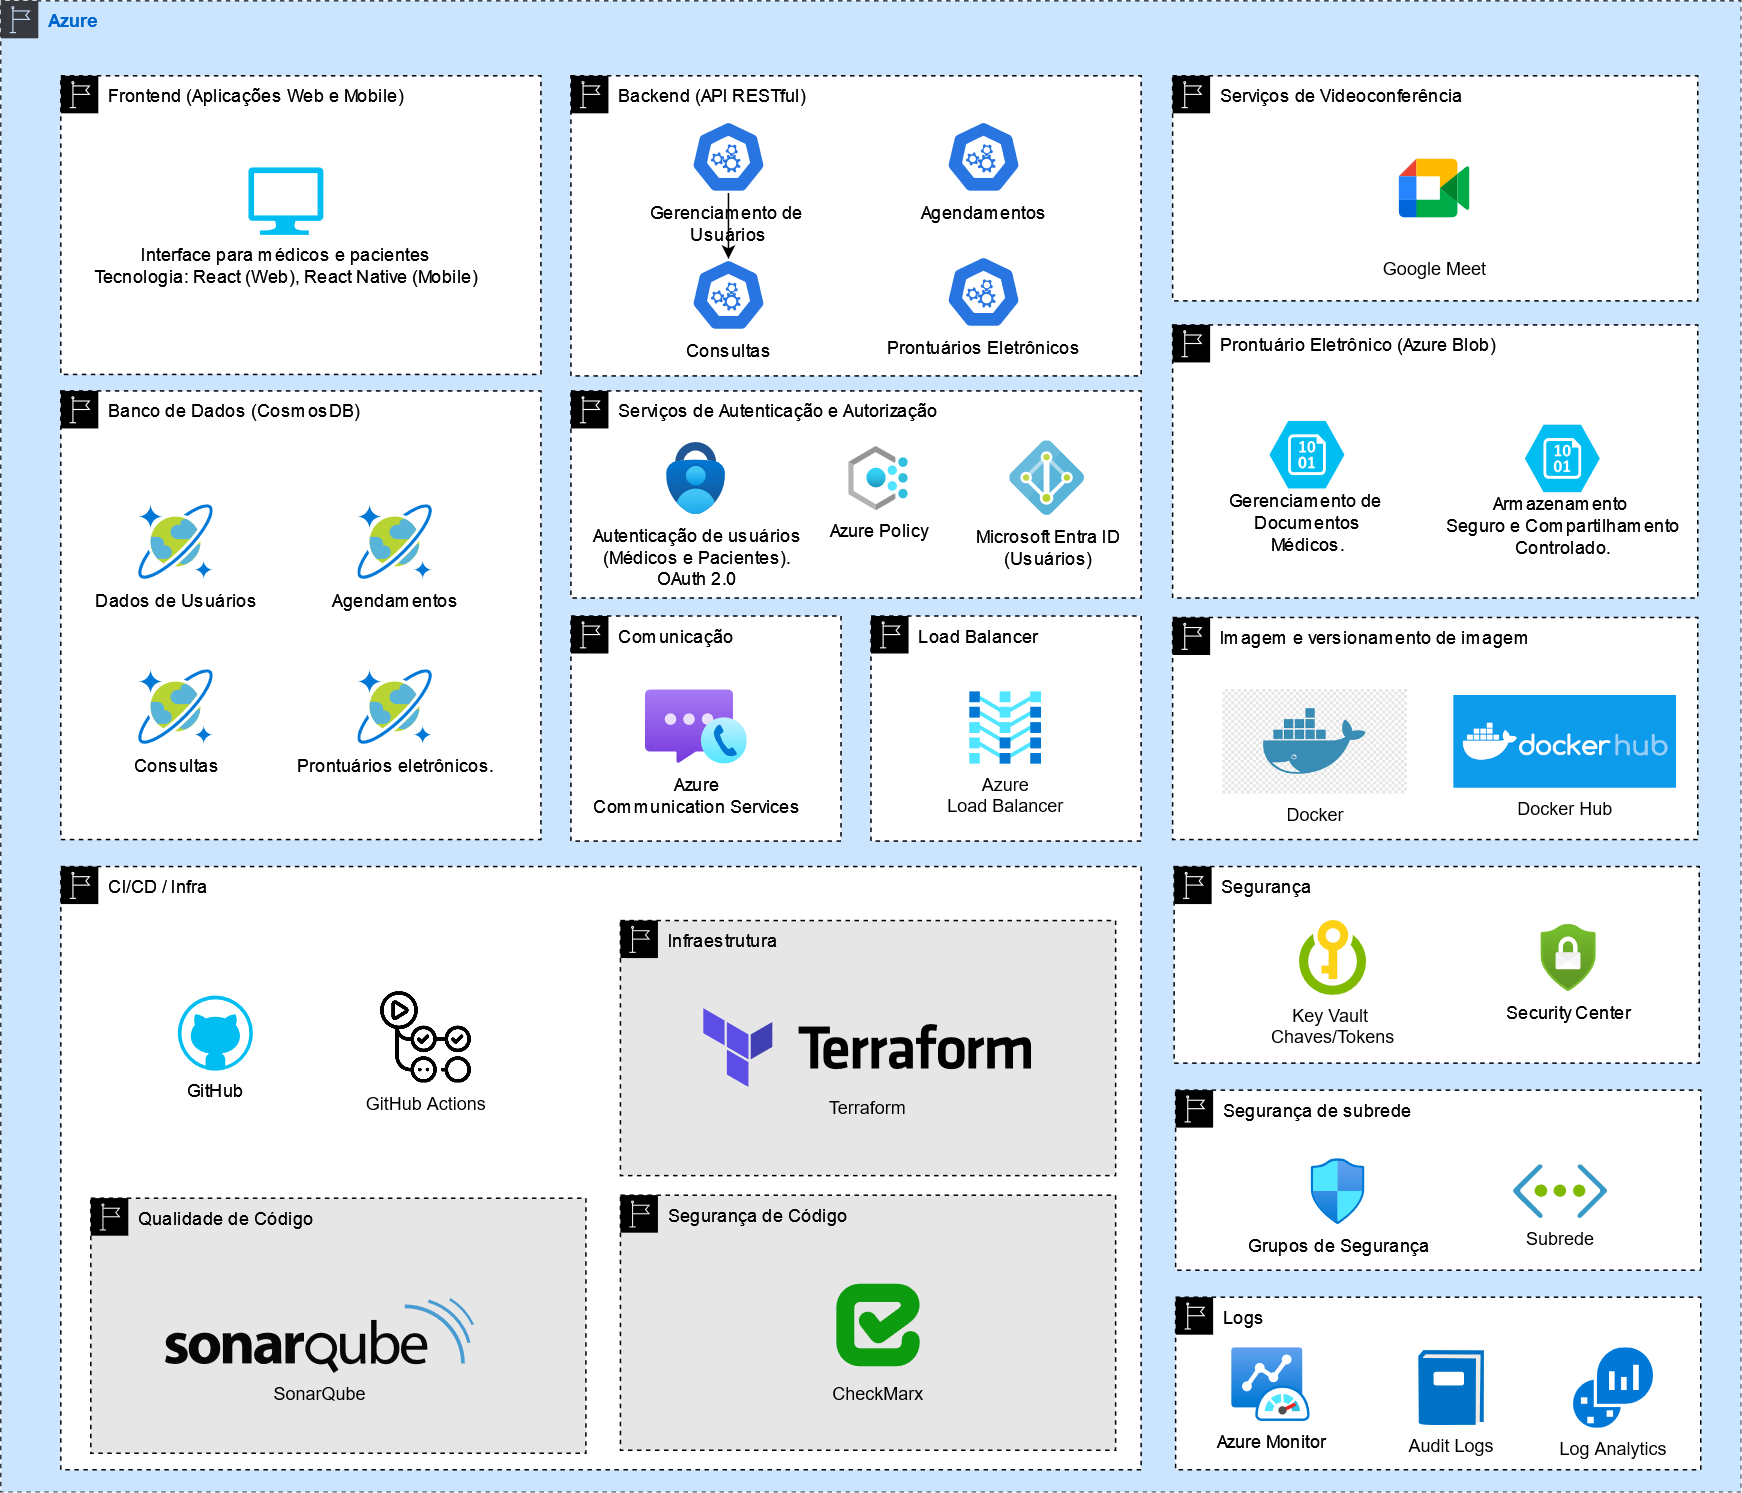 Azure
Frontend (Aplicações Web e Mobile)
Interface para médicos e pacientes
Tecnologia: React (Web), React Native (Mobile)
Backend (API RESTful)
Gerenciamento de
Usuários
Agendamentos
Consultas
Prontuários Eletrônicos
Serviços de Videoconferência
Google Meet
Prontuário Eletrônico (Azure Blob)
10
01
Gerenciamento de
Documentos
Médicos.
10
01
Armazenamento
Seguro e Compartilhamento
Controlado.
Banco de Dados (CosmosDB)
Dados de Usuários
Agendamentos
Consultas
Prontuários eletrônicos.
Serviços de Autenticação e Autorização
Autenticação de usuários
(Médicos e Pacientes).
OAuth 2.0
Azure Policy
Microsoft Entra ID
(Usuários)
Comunicação
Azure
Communication Services
Load Balancer
Azure
Load Balancer
Imagem e versionamento de imagem
Docker
dockerhub
Docker Hub
CI/CD / Infra
GitHub
GitHub Actions
Infraestrutura
Terraform
Terraform
Qualidade de Código
sonarqube
SonarQube
Segurança de Código
CheckMarx
Segurança
Key Vault
Chaves/Tokens
Security Center
Segurança de subrede
Grupos de Segurança
Subrede
Logs
Azure Monitor
Audit Logs
Log Analytics